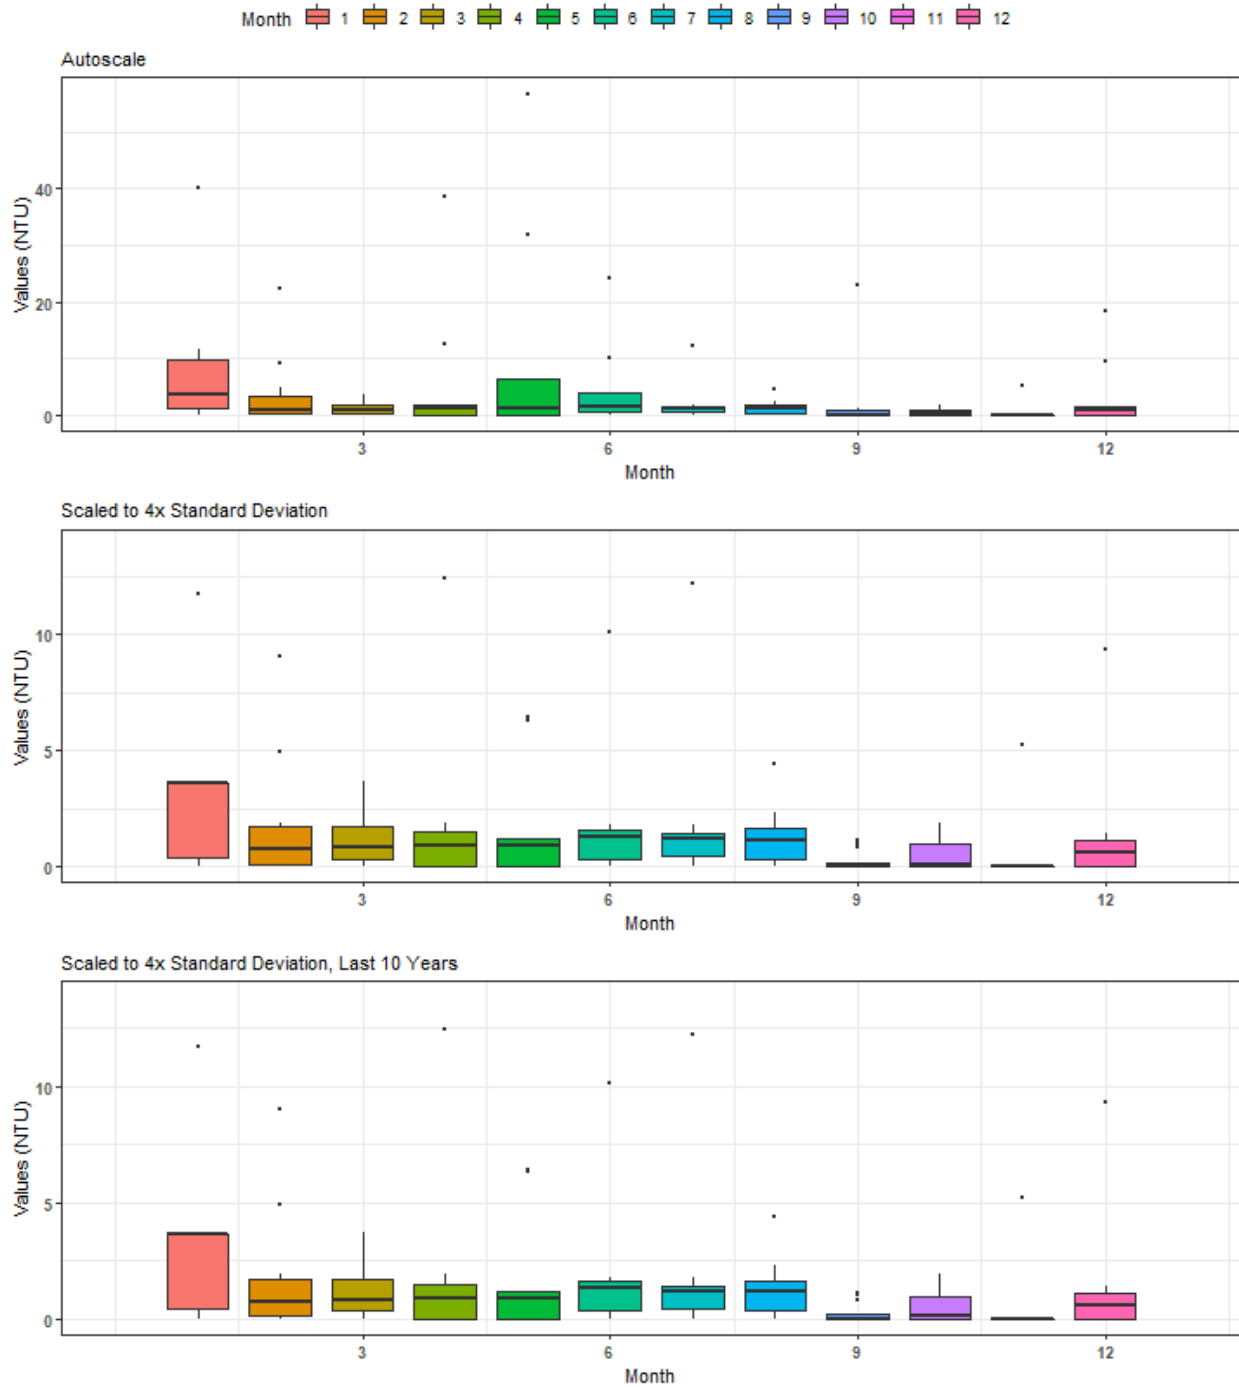 Month 1 2 3 4 5 6 7 8 9 10 11 12
Autoscale
Values (NTU)
40
20
0
3 6 9 12
Month
Scaled to 4x Standard Deviation
Values (NTU)
10
5
0
3 6 9 12
Month
Scaled to 4x Standard Deviation, Last 10 Years
Values (NTU)
10
5
0
3 6 9 12
Month